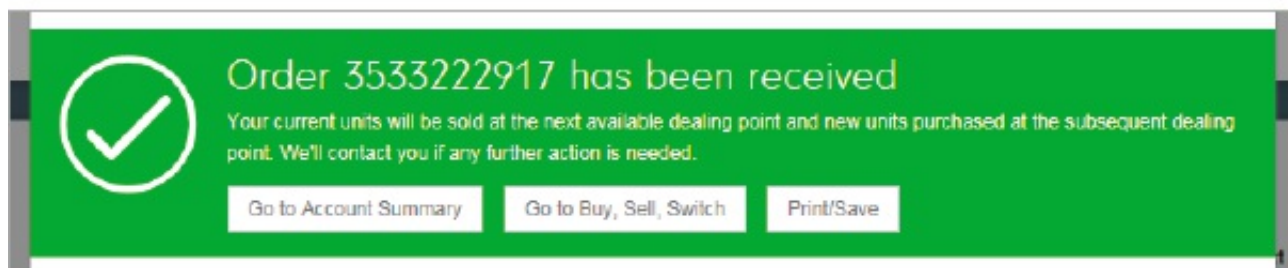 Order 3533222917 has been received
Your current units will be sold at the next available dealing point and new units purchased at the subsequent dealing
point. We'll contact you if any further action is needed.
Go to Account Summary
Go to Buy, Sell, Switch
Print/Save